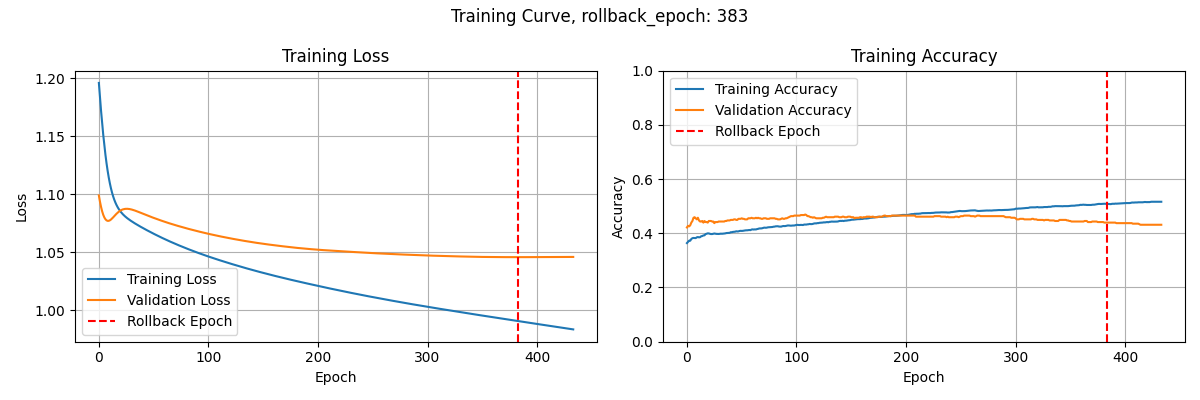 Training Curve, rollback_epoch: 383
Training Loss
1.20
1.15
1.10
1.05
1.00
Loss
Training Loss
Validation Loss
Rollback Epoch
0 100 200 300 400
Epoch
Training Accuracy
1.0
0.8
0.6
0.4
0.2
0.0
Accuracy
Training Accuracy
Validation Accuracy
Rollback Epoch
0 100 200 300 400
Epoch